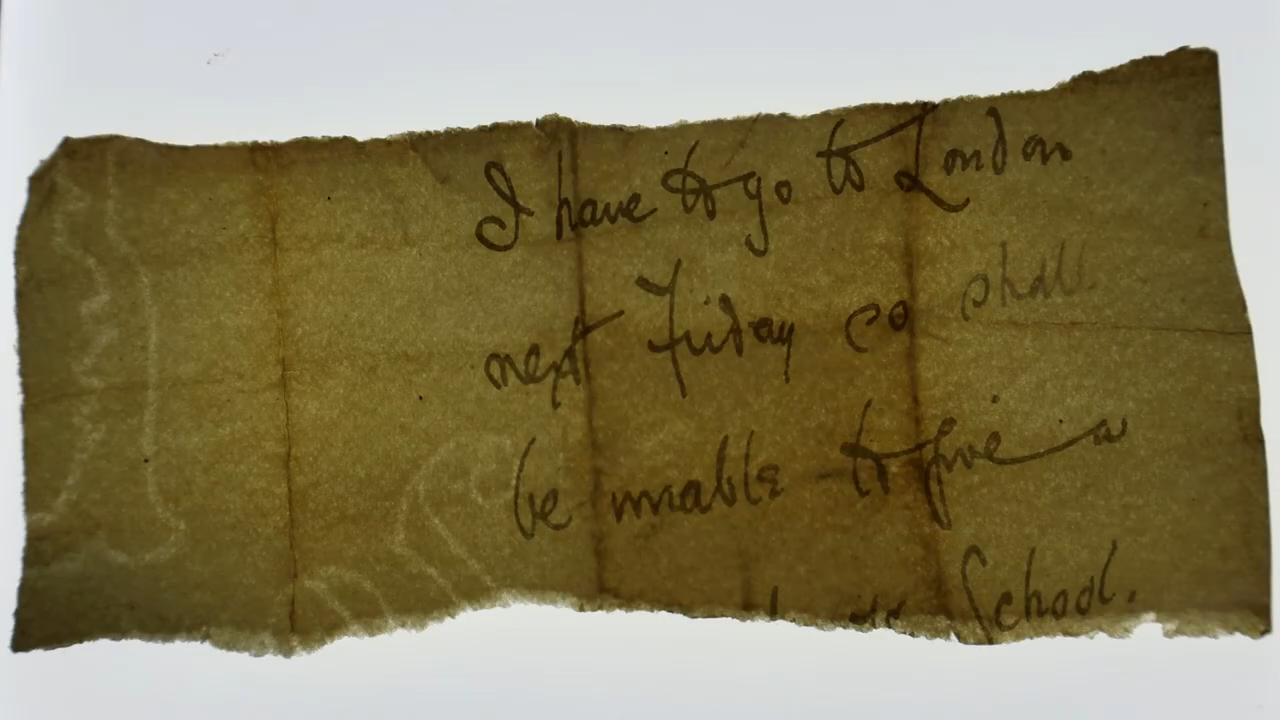 I have to go to London
next Friday so shall
be unable to give a
School.